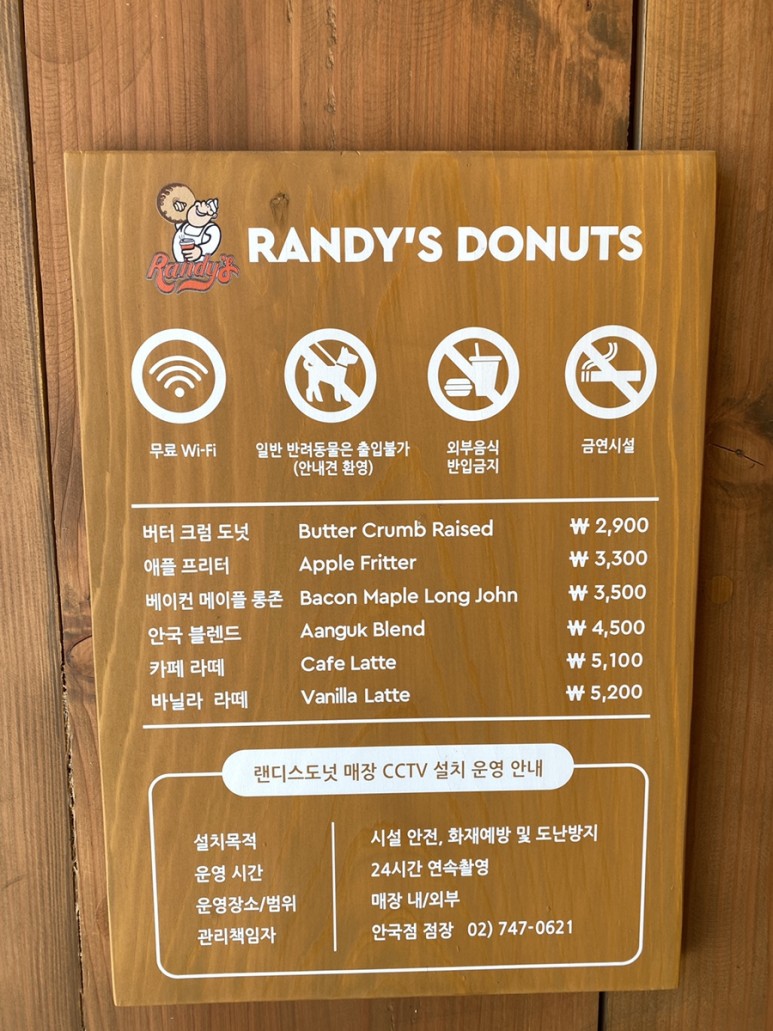 Randy's
RANDY'S DONUTS
무료 Wi-Fi
일반 반려동물은 출입불가
(안내견 환영)
외부음식
반입금지
금연시설
버터 크럼 도넛 Butter Crumb Raised ₩ 2,900
애플 프리터 Apple Fritter ₩ 3,300
베이컨 메이플 롱존 Bacon Maple Long John ₩ 3,500
안국 블렌드 Aanguk Blend ₩ 4,500
카페 라떼 Cafe Latte ₩ 5,100
바닐라 라떼 Vanilla Latte ₩ 5,200
랜디스도넛 매장 CCTV 설치 운영 안내
설치목적 시설 안전, 화재예방 및 도난방지
운영 시간 24시간 연속촬영
운영장소/범위 매장 내/외부
관리책임자 안국점 점장 02) 747-0621